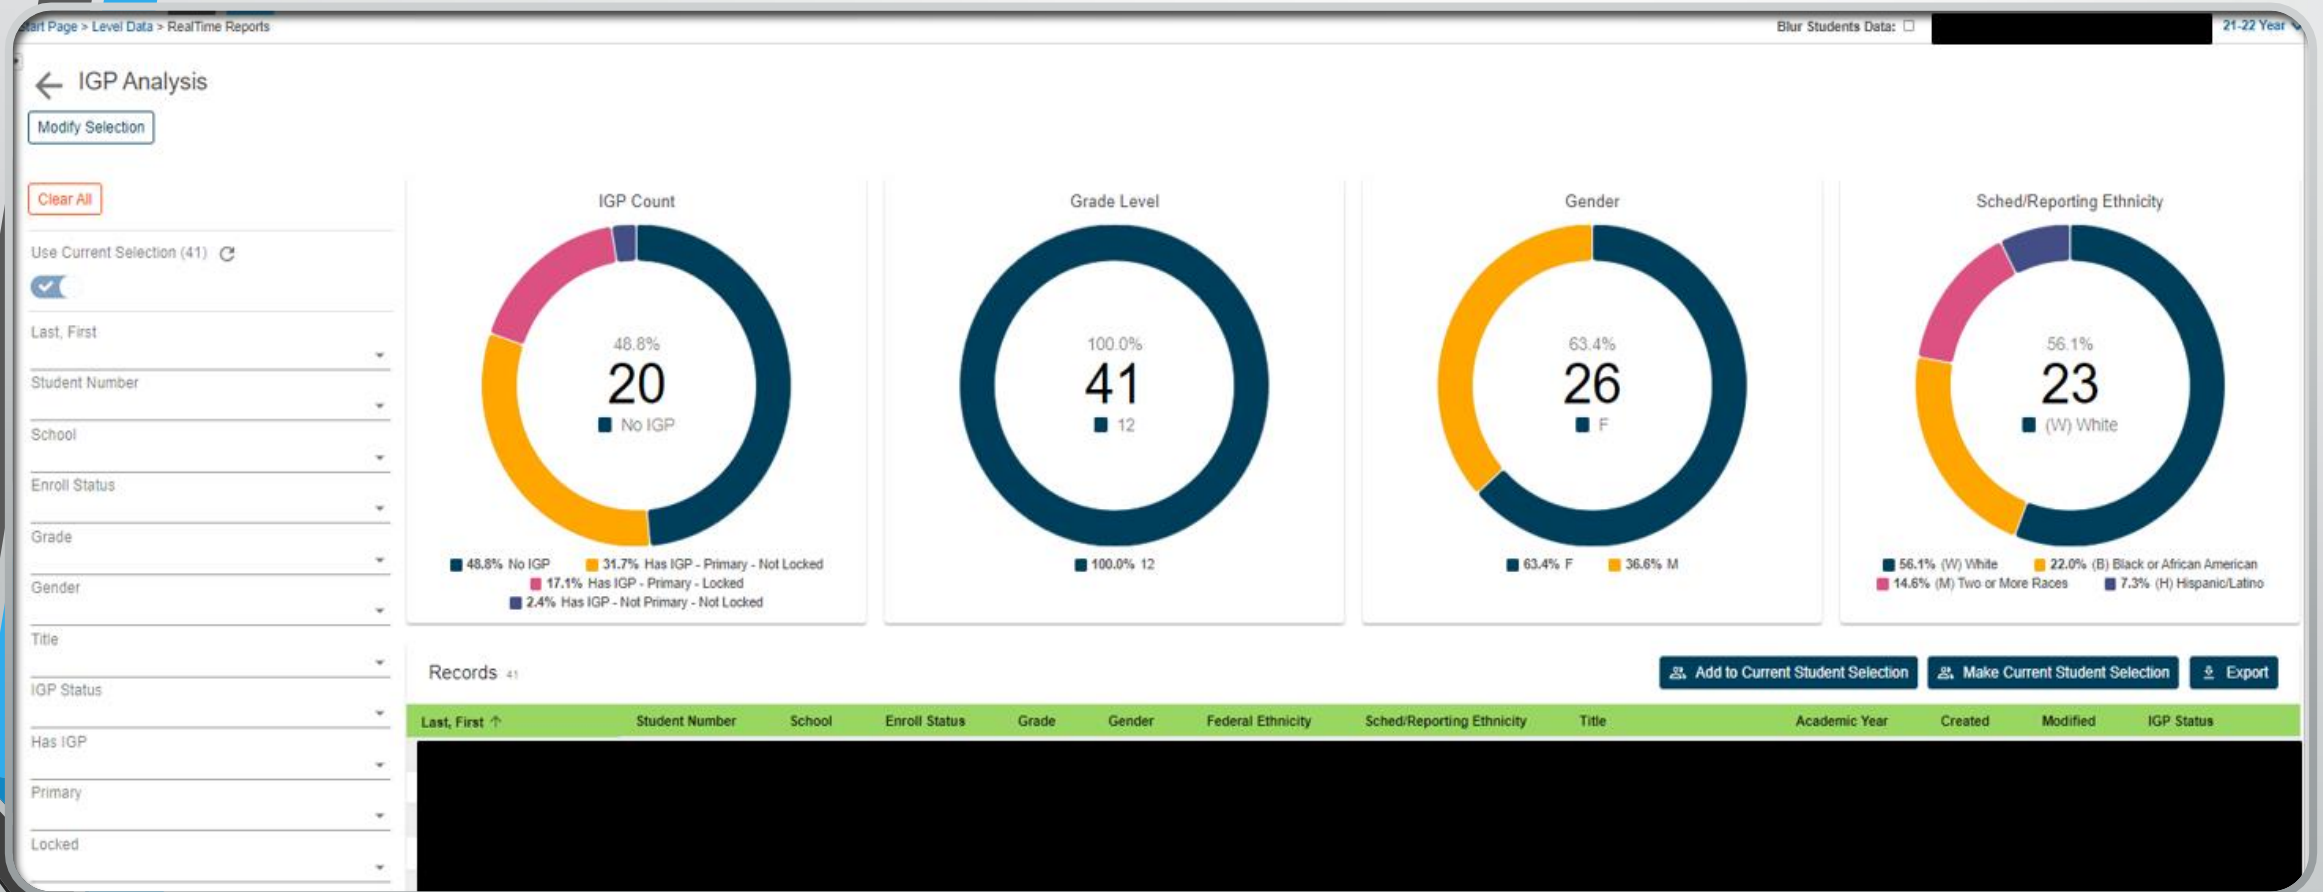 Start Page > Level Data > RealTime Reports
Blur Students Data:
21-22 Year
IGP Analysis
Modify Selection
Clear All
Use Current Selection (41)
Last, First
Student Number
School
Enroll Status
Grade
Gender
Title
IGP Status
Has IGP
Primary
Locked
IGP Count
48.8%
20
No IGP
48.8% No IGP 31.7% Has IGP - Primary - Not Locked
17.1% Has IGP - Primary - Locked
2.4% Has IGP - Not Primary - Not Locked
Grade Level
100.0%
41
12
100.0% 12
Gender
63.4%
26
F
63.4% F 36.6% M
Sched/Reporting Ethnicity
56.1%
23
(W) White
56.1% (W) White 22.0% (B) Black or African American
14.6% (M) Two or More Races 7.3% (H) Hispanic/Latino
Records 41
Add to Current Student Selection Make Current Student Selection Export
Last, First Student Number School Enroll Status Grade Gender Federal Ethnicity Sched/Reporting Ethnicity Title Academic Year Created Modified IGP Status